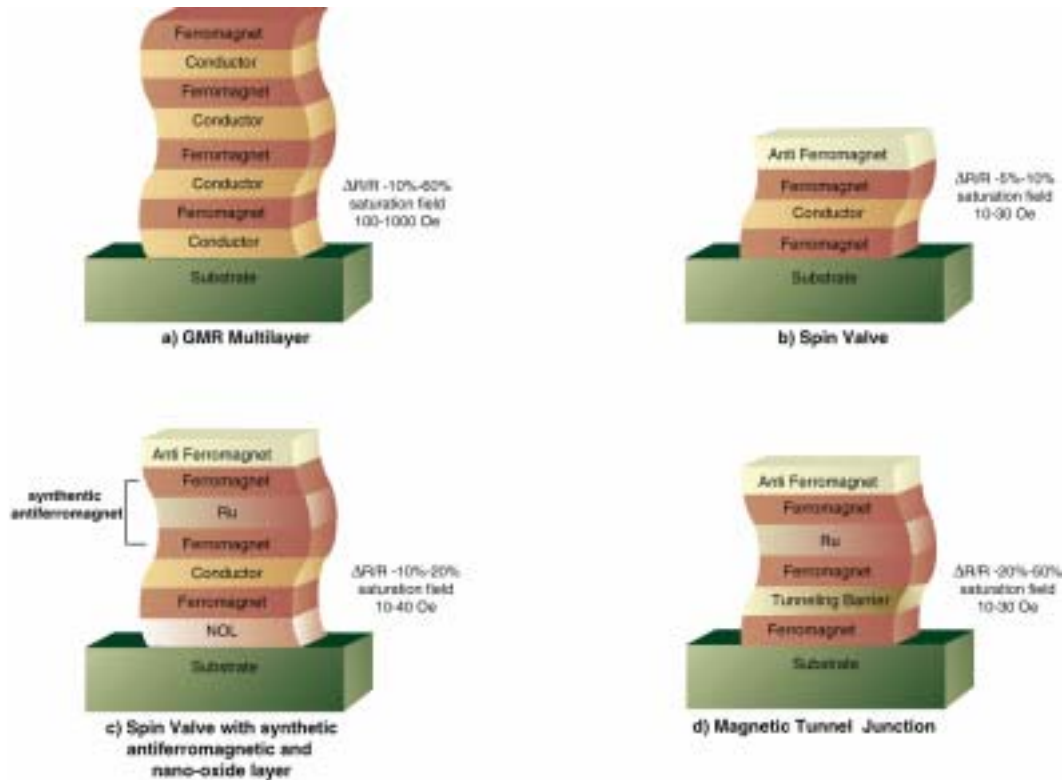 Ferromagnet
Conductor
Ferromagnet
Conductor
Ferromagnet
Conductor
Ferromagnet
Conductor
Substrate
ΔR/R ~10%-60%
saturation field
100-1000 Oe
a) GMR Multilayer
Anti Ferromagnet
Ferromagnet
Conductor
Ferromagnet
ΔR/R ~5%-10%
saturation field
10-30 Oe
b) Spin Valve
Anti Ferromagnet
Ferromagnet
Ru
Ferromagnet
Conductor
Ferromagnet
NOL
Substrate
synthentic
antiferromagnet
ΔR/R ~10%-20%
saturation field
10-40 Oe
c) Spin Valve with synthetic
antiferromagnetic and
nano-oxide layer
Anti Ferromagnet
Ferromagnet
Ru
Ferromagnet
Tunneling Barrier
Ferromagnet
Substrate
ΔR/R ~20%-50%
saturation field
10-30 Oe
d) Magnetic Tunnel Junction